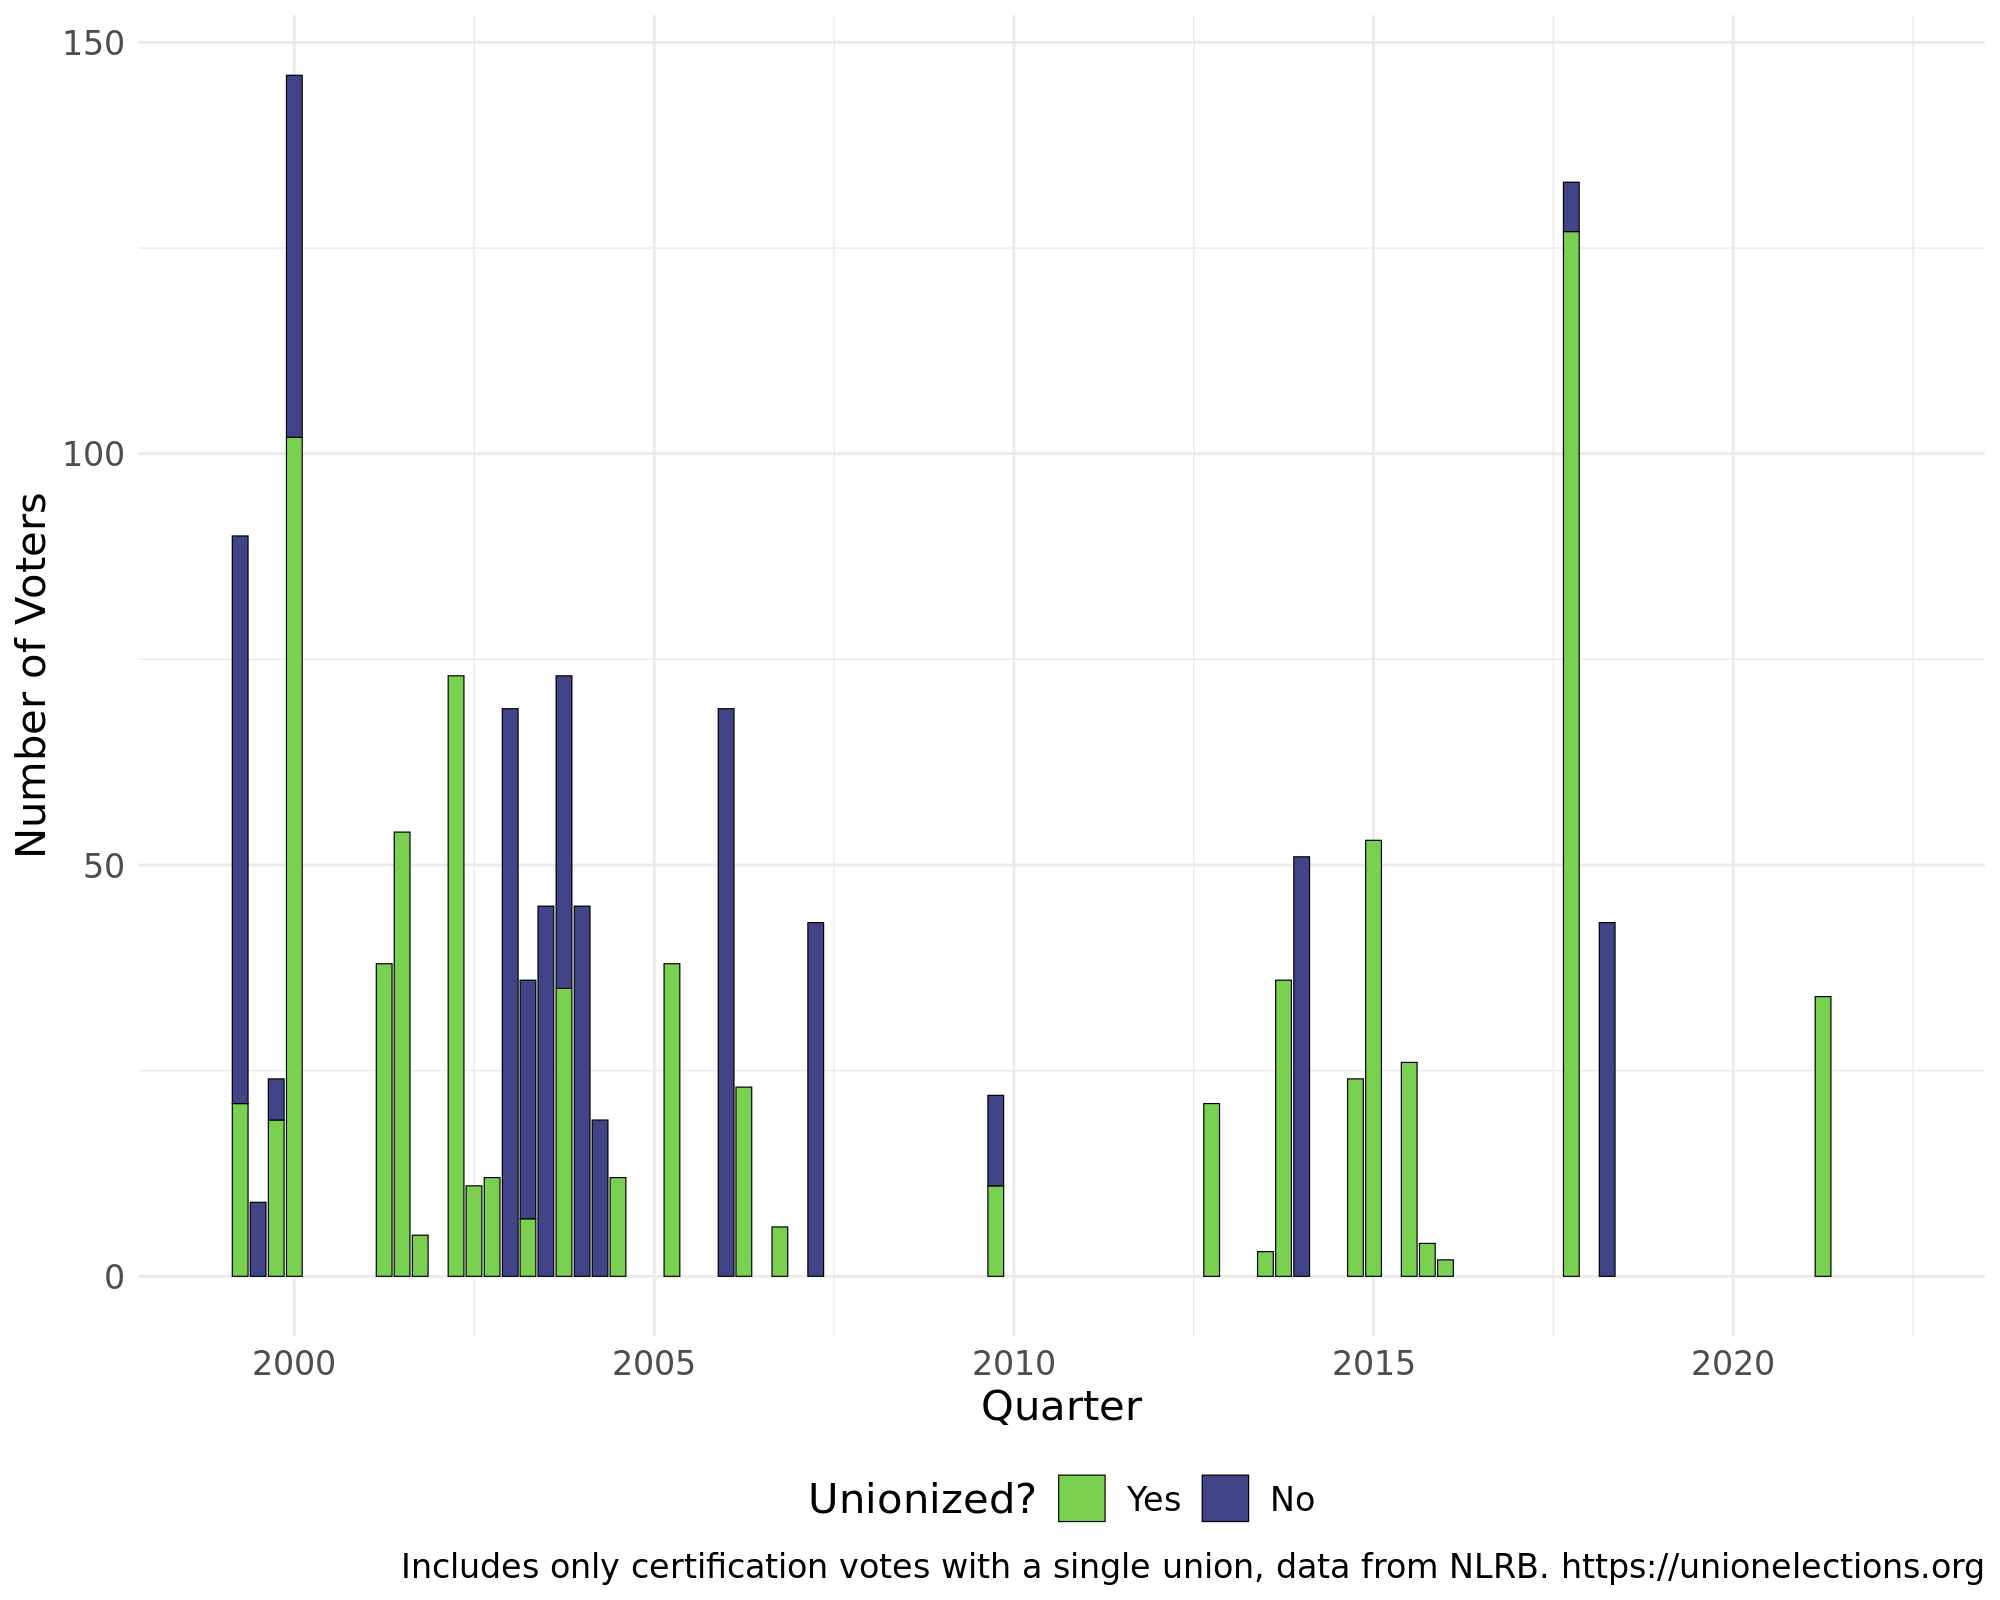 150
100
50
0
Number of Voters
2000 2005 2010 2015 2020
Quarter
Unionized? Yes No
Includes only certification votes with a single union, data from NLRB. https://unionelections.org